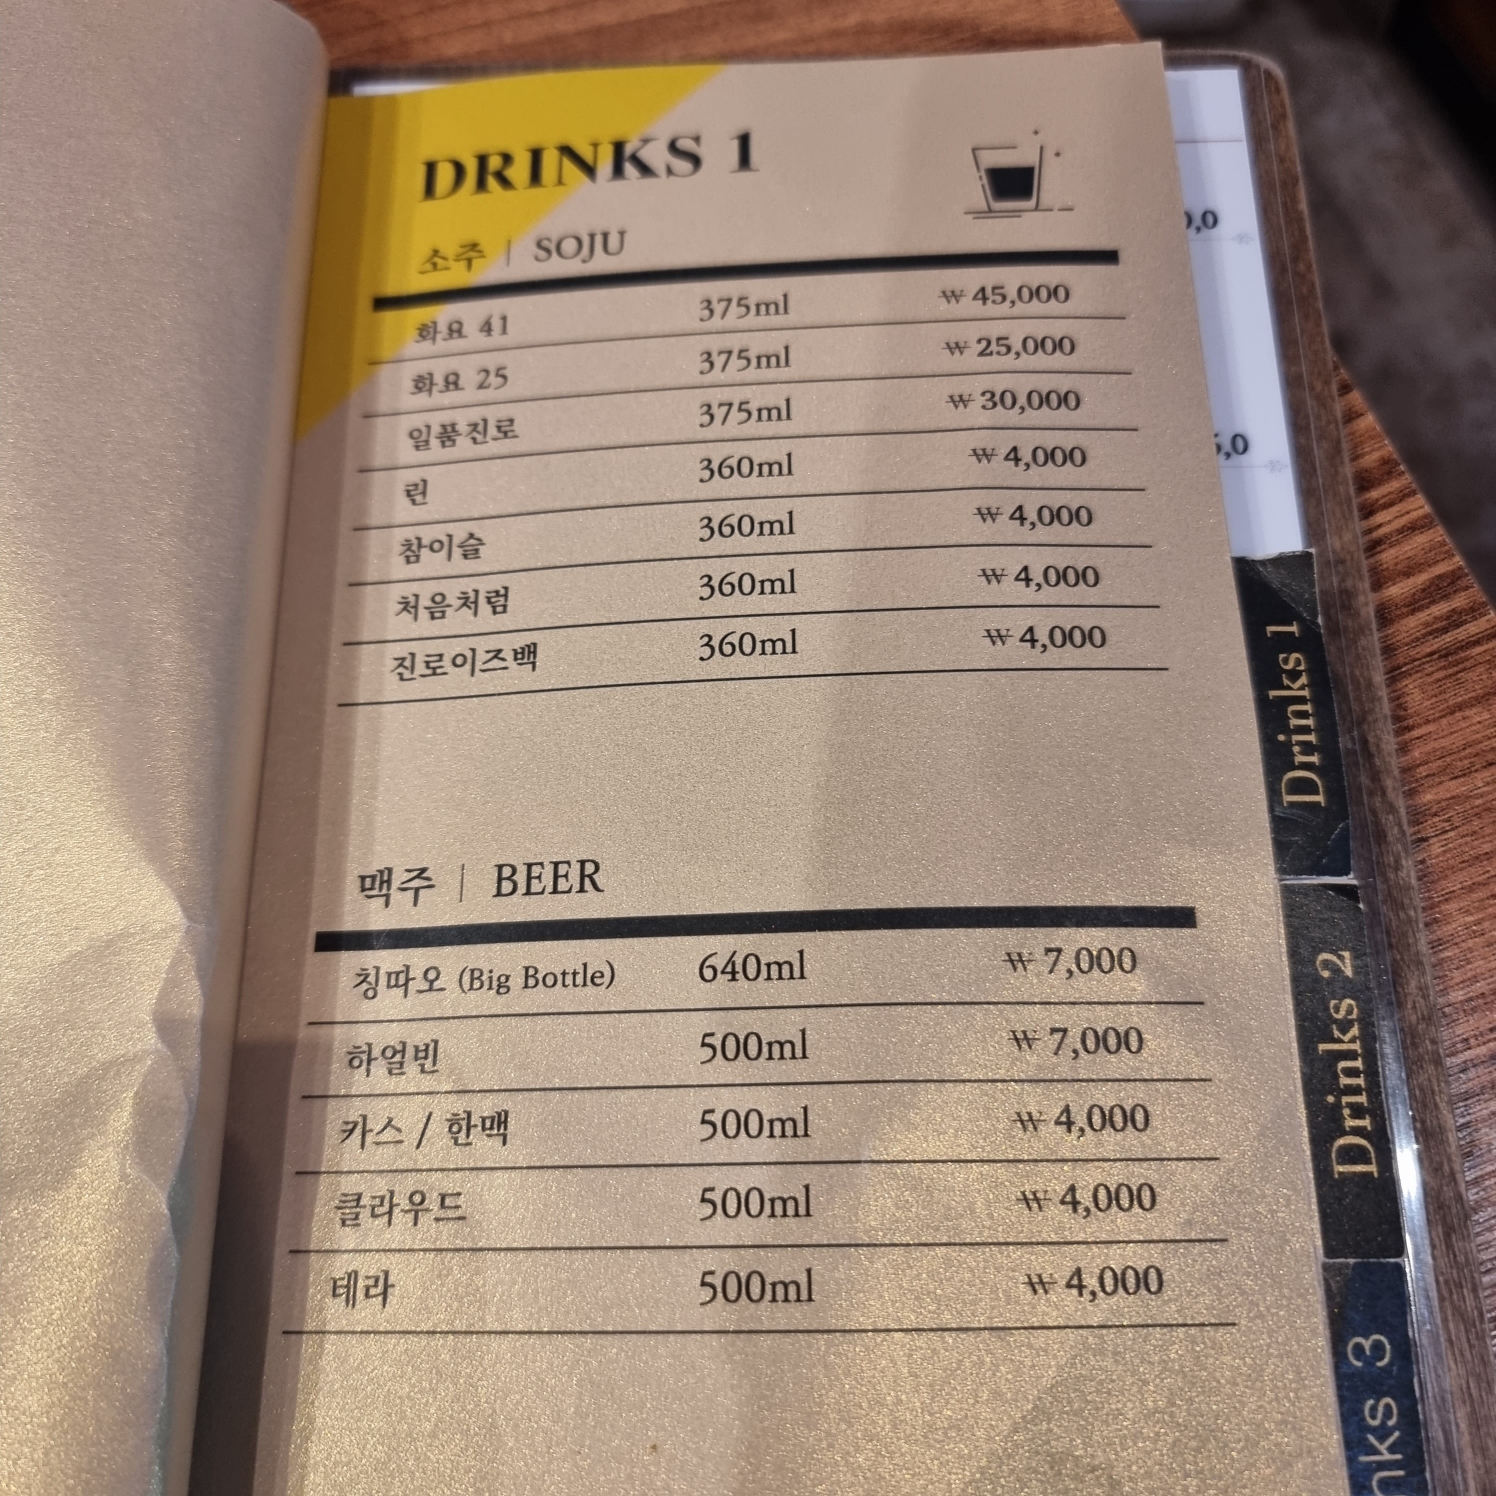 DRINKS 1
소주 | SOJU
화요 41 375ml ₩ 45,000
화요 25 375ml ₩ 25,000
일품진로 375ml ₩ 30,000
린 360ml ₩ 4,000
참이슬 360ml ₩ 4,000
처음처럼 360ml ₩ 4,000
진로이즈백 360ml ₩ 4,000
맥주 | BEER
칭따오 (Big Bottle) 640ml ₩ 7,000
하얼빈 500ml ₩ 7,000
카스 / 한맥 500ml ₩ 4,000
클라우드 500ml ₩ 4,000
테라 500ml ₩ 4,000
Drinks 1
Drinks 2
nks 3